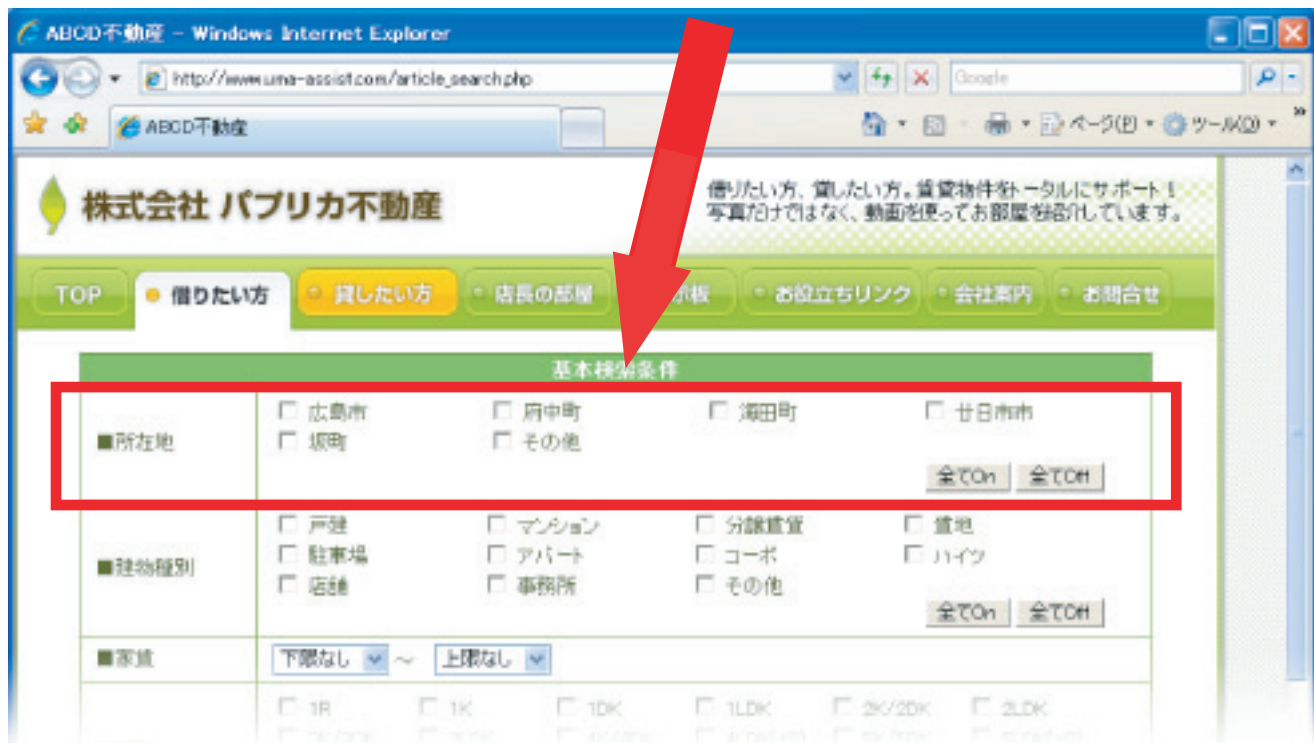 ABCD不動産 - Windows Internet Explorer
http://www.uma-assist.com/article_search.php
Google
ABCD不動産
ページ(P)
ツール(O)
株式会社 パプリカ不動産
借りたい方、貸したい方。賃貸物件をトータルにサポート!
写真だけではなく、動画を使ってお部屋を紹介しています。
TOP 借りたい方 貸したい方 店長の部屋 示板 お役立ちリンク 会社案内 お問合せ
基本検索条件
■所在地
広島市 府中町 海田町 廿日市市
坂町 その他
全てOn 全てOff
■建物種別
戸建 マンション 分譲賃貸 借地
駐車場 アパート コーポ ハイツ
店舗 事務所 その他
全てOn 全てOff
■家賃 下限なし ～ 上限なし
1R 1K 1DK 1LDK 2K/2DK 2LDK